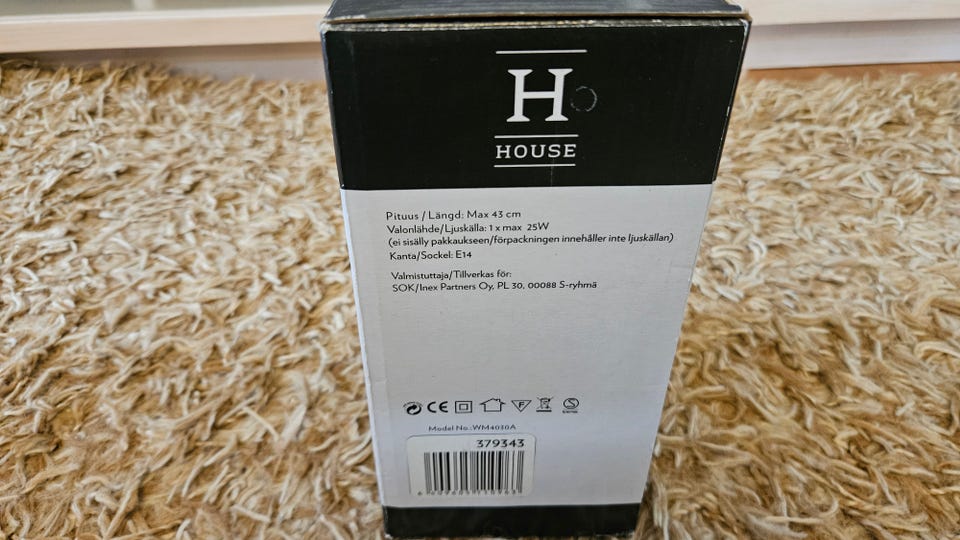 H
HOUSE
Pituus / Längd: Max 43 cm
Valonlähde/Ljuskälla: 1 x max 25W
(ei sisälly pakkaukseen/förpackningen innehåller inte ljuskällan)
Kanta/Sockel: E14
Valmistuttaja/Tillverkas för:
SOK/Inex Partners Oy, PL 30, 00088 S-ryhmä
CE F
Model No.:WM4030A
379343